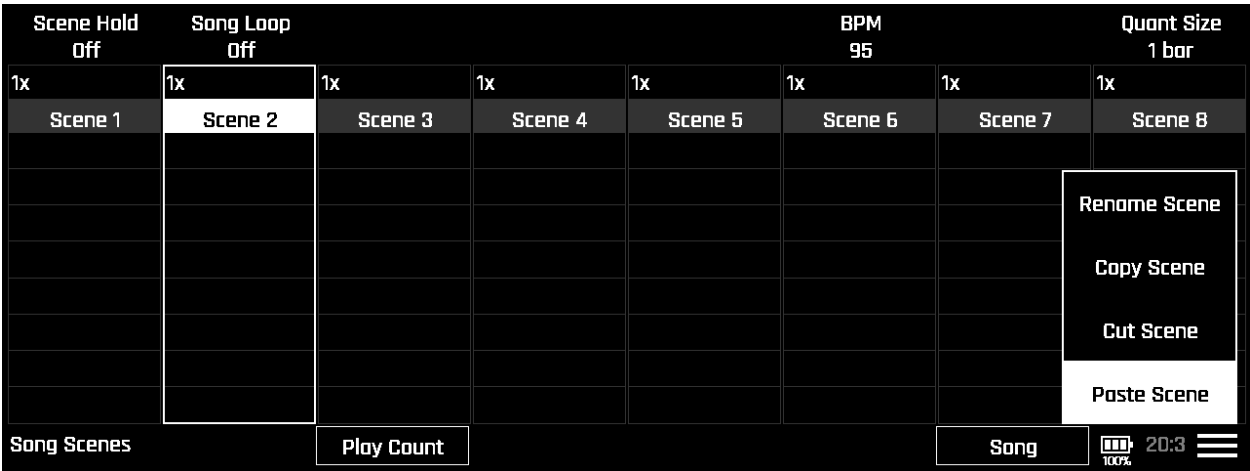 Scene Hold Song Loop BPM Quant Size
Off Off 95 1 bar
1x 1x 1x 1x 1x 1x 1x 1x
Scene 1 Scene 2 Scene 3 Scene 4 Scene 5 Scene 6 Scene 7 Scene 8
Rename Scene
Copy Scene
Cut Scene
Paste Scene
Song Scenes Play Count Song 100% 20:3